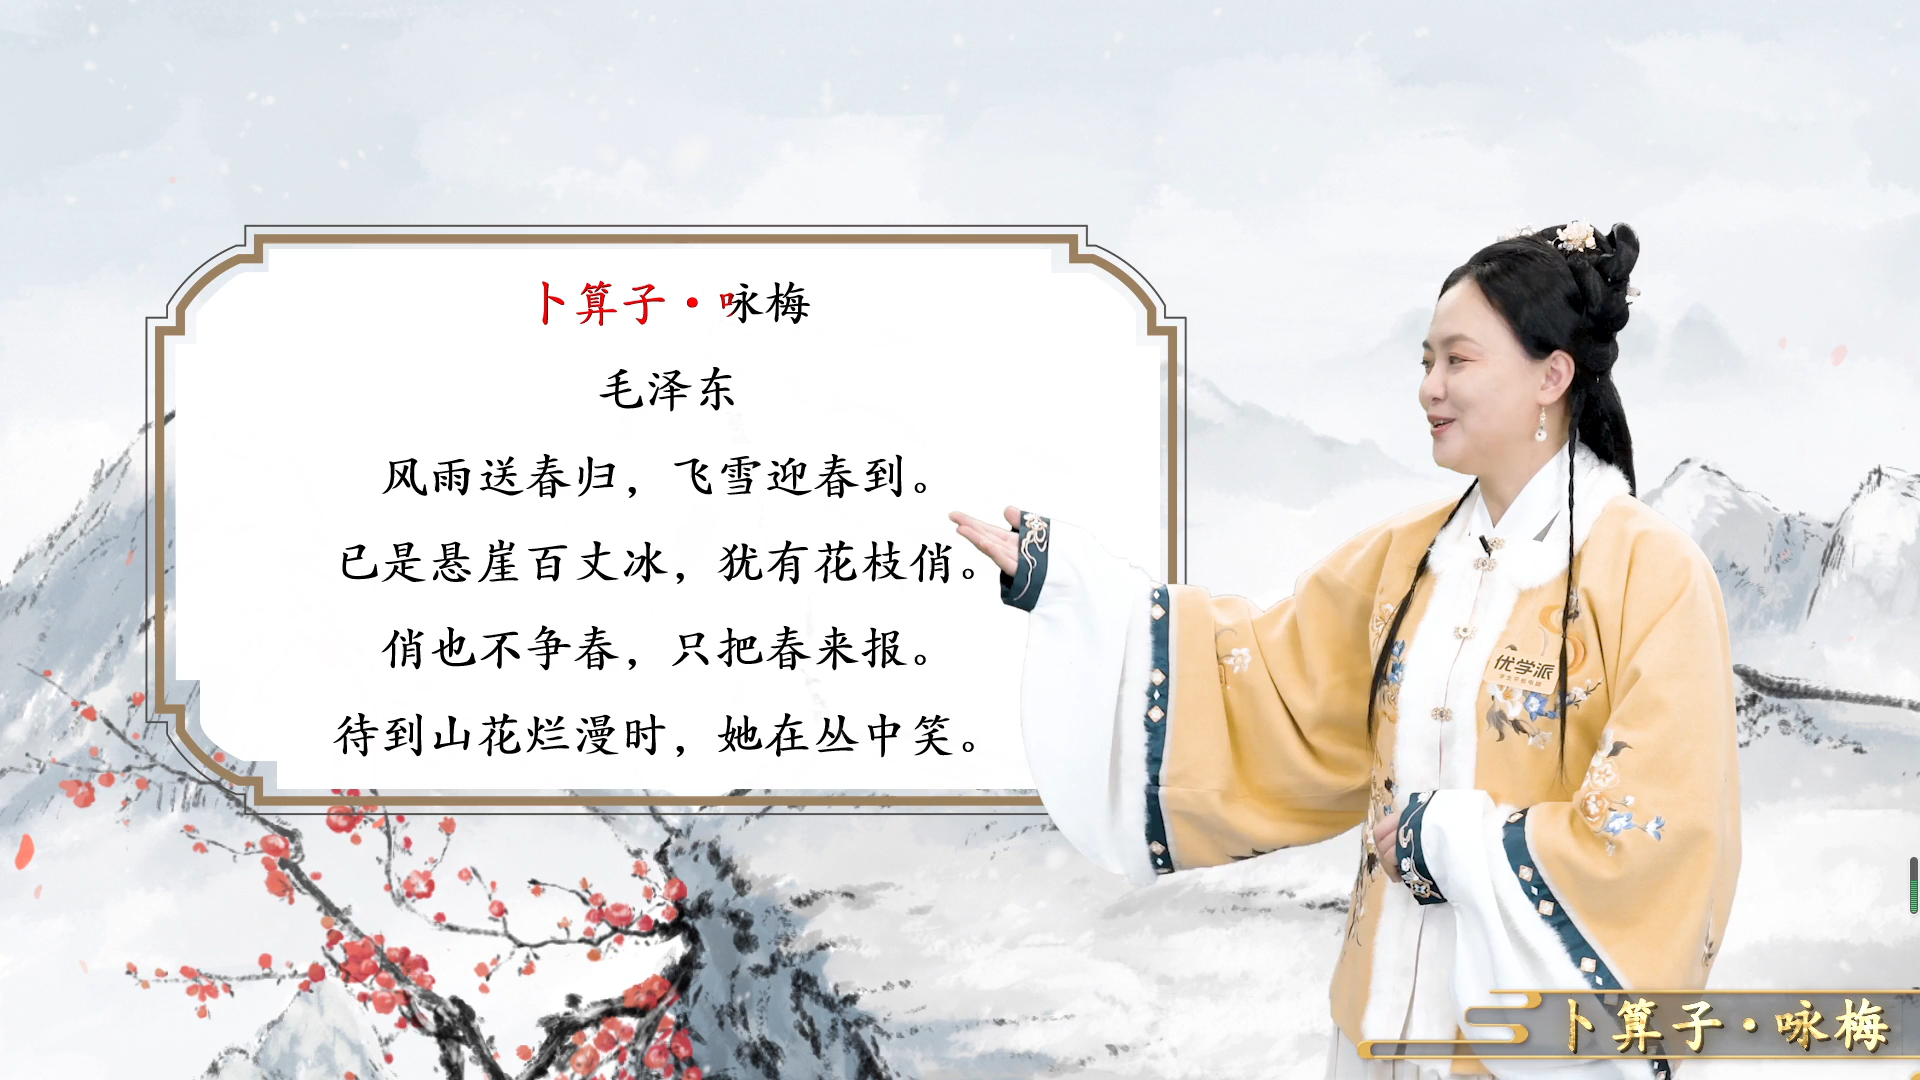 卜算子·咏梅
毛泽东
风雨送春归，飞雪迎春到。
已是悬崖百丈冰，犹有花枝俏。
俏也不争春，只把春来报。
待到山花烂漫时，她在丛中笑。
优学派
卜算子·咏梅